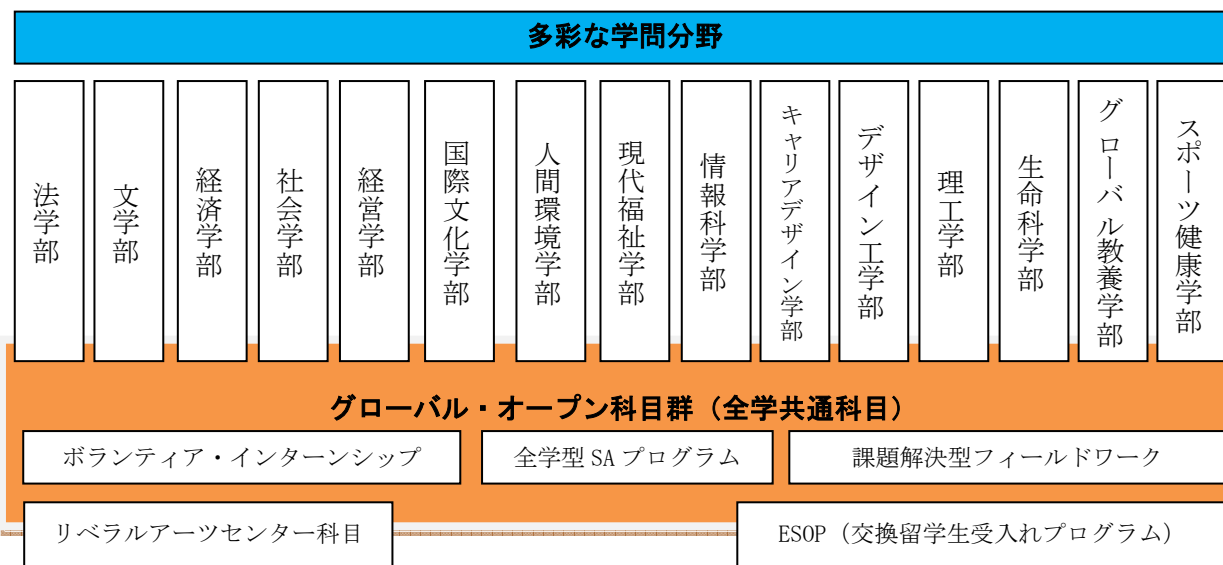 多彩な学問分野
法学部
文学部
経済学部
社会学部
経営学部
国際文化学部
人間環境学部
現代福祉学部
情報科学部
キャリアデザイン学部
デザイン工学部
理工学部
生命科学部
グローバル教養学部
スポーツ健康学部
グローバル・オープン科目群（全学共通科目）
ボランティア・インターンシップ
全学型 SA プログラム
課題解決型フィールドワーク
リベラルアーツセンター科目
ESOP（交換留学生受入れプログラム）